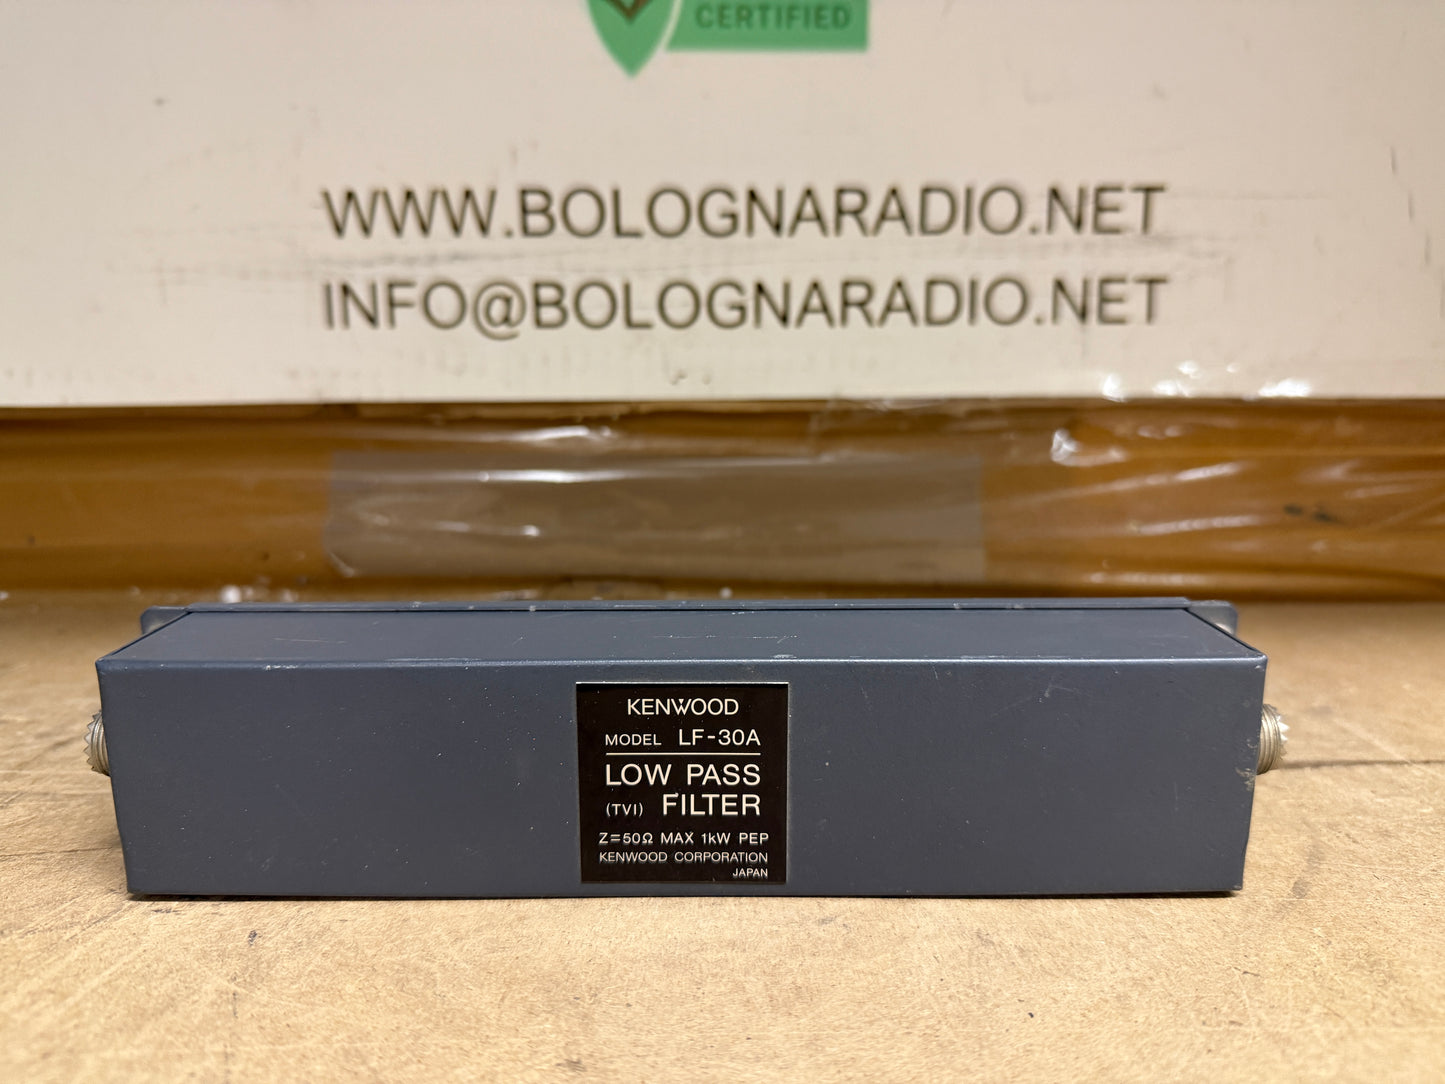 CERTIFIED
WWW.BOLOGNARADIO.NET
INFO@BOLOGNARADIO.NET
KENWOOD
MODEL LF-30A
LOW PASS
(TVI) FILTER
Z=50Ω MAX 1kW PEP
KENWOOD CORPORATION
JAPAN